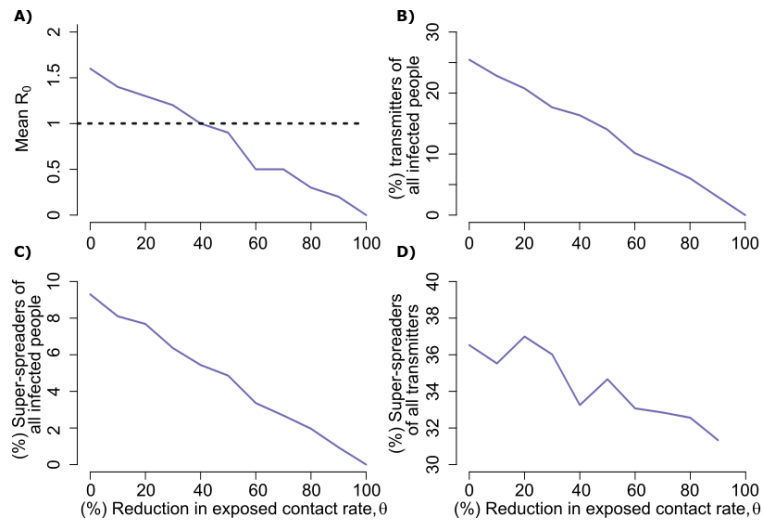 A)
Mean R0
2
1.5
1
0.5
0
0 20 40 60 80 100
B)
(%) transmitters of
all infected people
30
20
10
0
0 20 40 60 80 100
C)
(%) Super-spreaders of
all infected people
10
8
6
4
2
0
0 20 40 60 80 100
(%) Reduction in exposed contact rate, θ
D)
(%) Super-spreaders
of all transmitters
40
38
36
34
32
30
0 20 40 60 80 100
(%) Reduction in exposed contact rate, θ